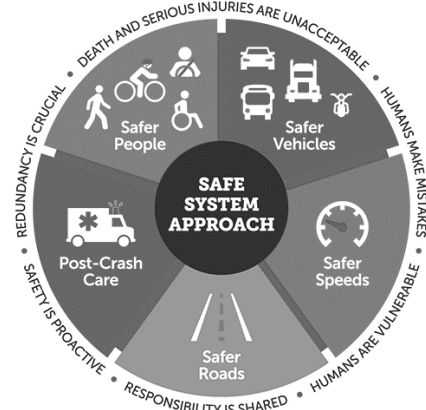 DEATH AND SERIOUS INJURIES ARE UNACCEPTABLE
HUMANS MAKE MISTAKES
HUMANS ARE VULNERABLE
RESPONSIBILITY IS SHARED
SAFETY IS PROACTIVE
REDUNDANCY IS CRUCIAL
Safer
People
Safer
Vehicles
SAFE
SYSTEM
APPROACH
Post-Crash
Care
Safer
Speeds
Safer
Roads